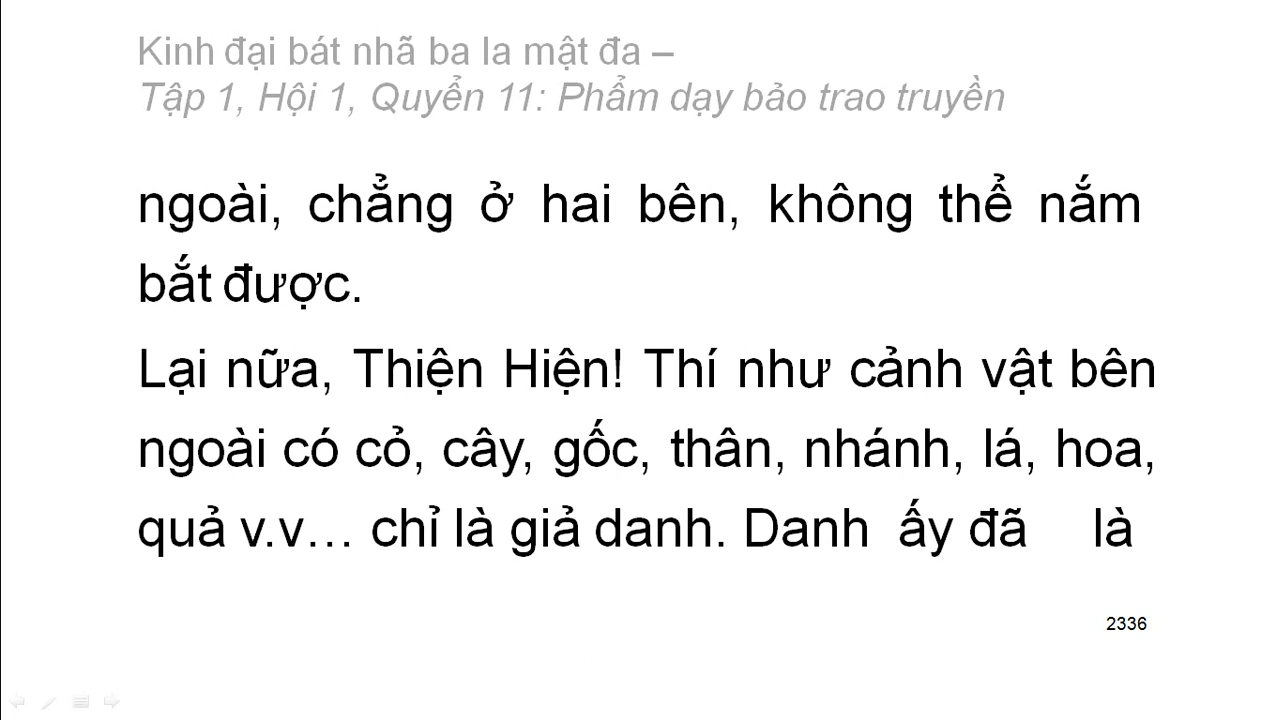 Kinh đại bát nhã ba la mật đa –
Tập 1, Hội 1, Quyển 11: Phẩm dạy bảo trao truyền
ngoài, chẳng ở hai bên, không thể nắm
bắt được.
Lại nữa, Thiện Hiện! Thí như cảnh vật bên
ngoài có cỏ, cây, gốc, thân, nhánh, lá, hoa,
quả v.v… chỉ là giả danh. Danh ấy đã là
2336